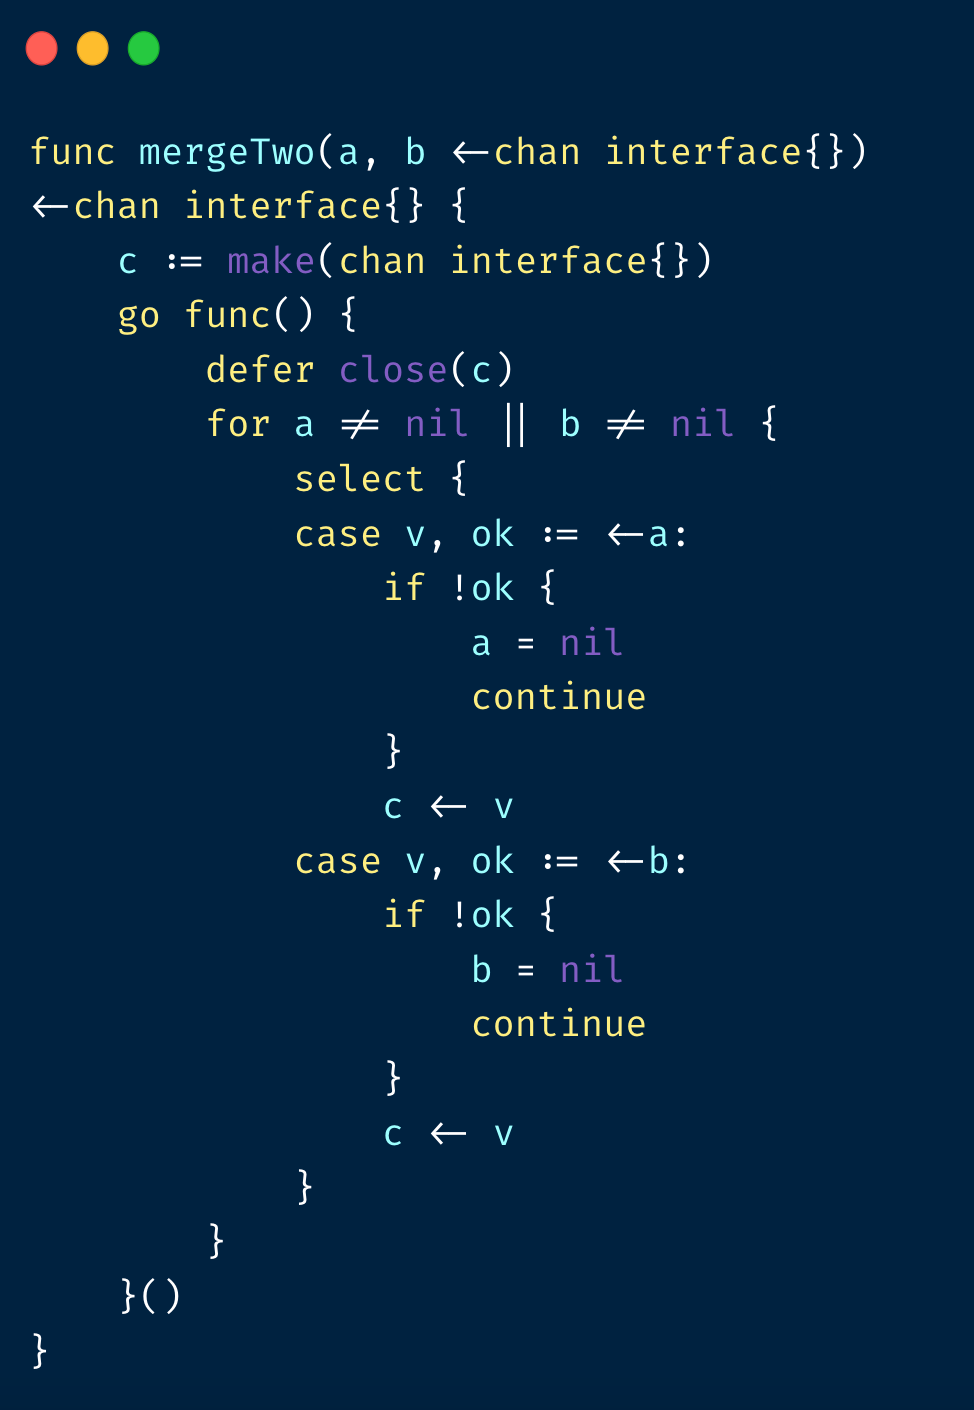 func mergeTwo(a, b <-chan interface{})
<-chan interface{} {
    c := make(chan interface{})
    go func() {
        defer close(c)
        for a != nil || b != nil {
            select {
            case v, ok := <-a:
                if !ok {
                    a = nil
                    continue
                }
                c <- v
            case v, ok := <-b:
                if !ok {
                    b = nil
                    continue
                }
                c <- v
            }
        }
    }()
}